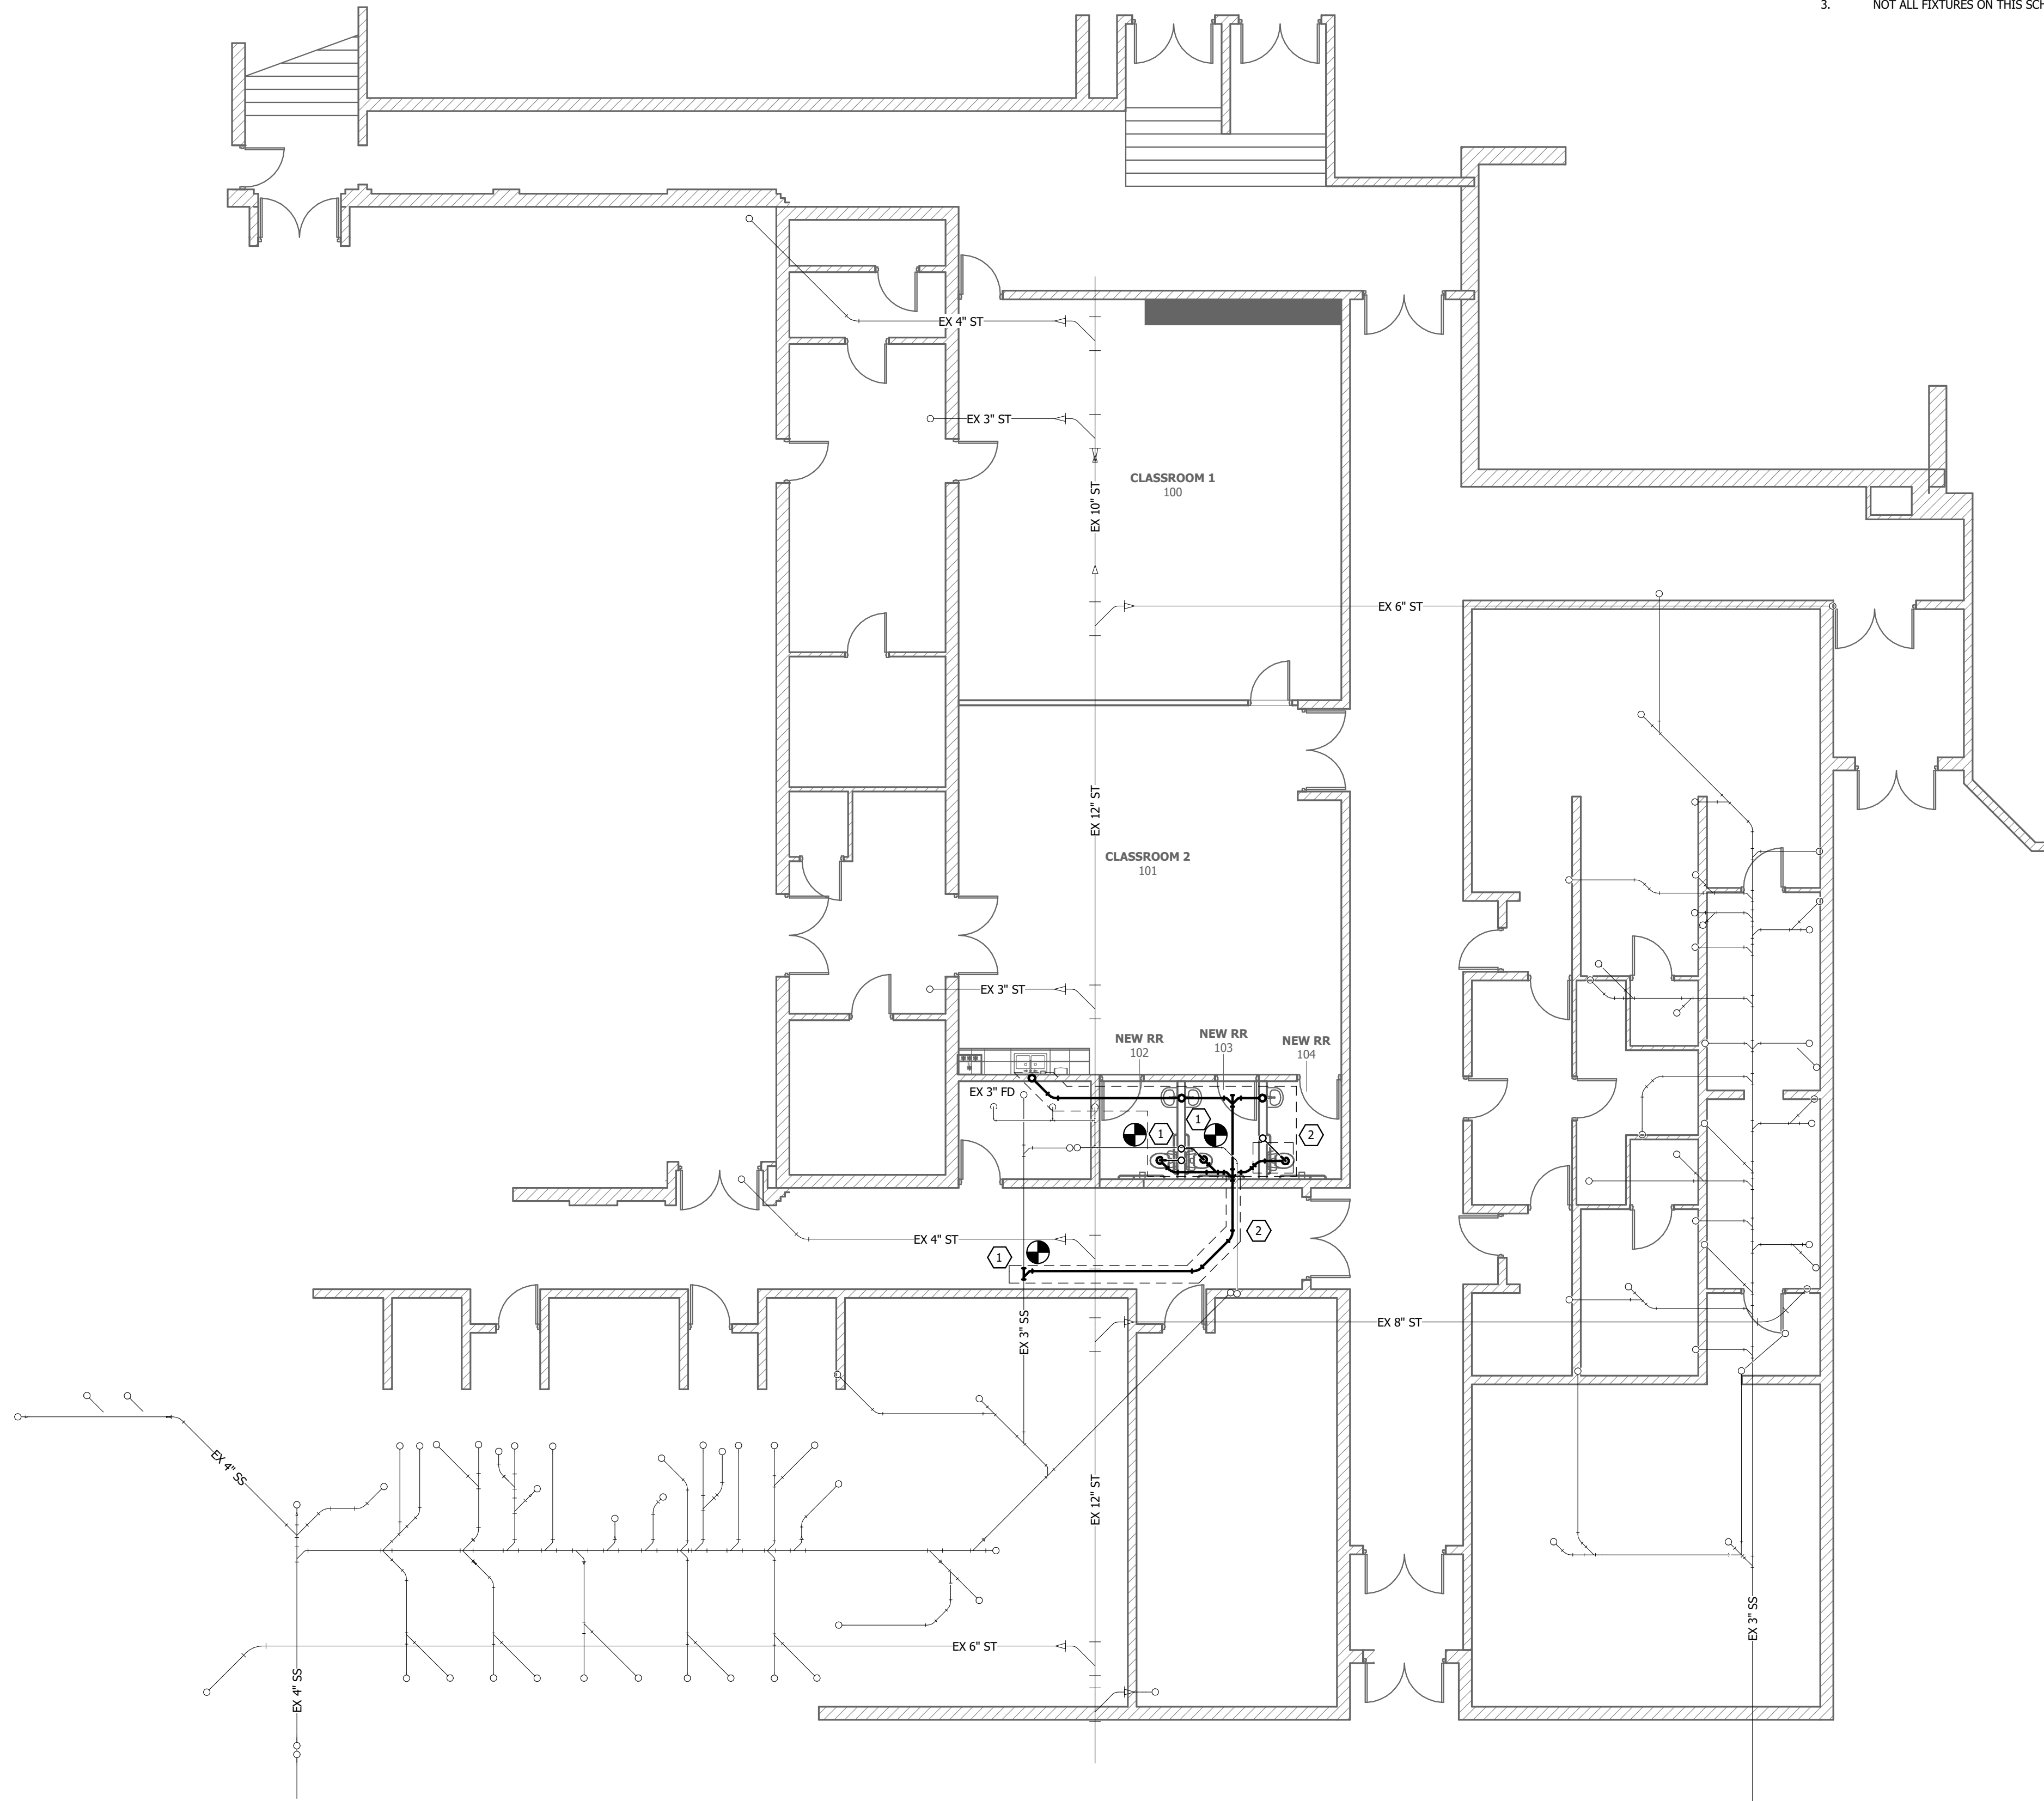 3. NOT ALL FIXTURES ON THIS SCH
EX 4" ST
EX 3" ST
CLASSROOM 1
100
EX 10" ST
EX 6" ST
EX 12" ST
CLASSROOM 2
101
EX 3" ST
NEW RR
102
NEW RR
103
NEW RR
104
EX 3" FD
1
1
2
EX 4" ST
1
2
EX 3" SS
EX 8" ST
EX 4" SS
EX 12" ST
EX 3" SS
EX 6" ST
EX 4" SS